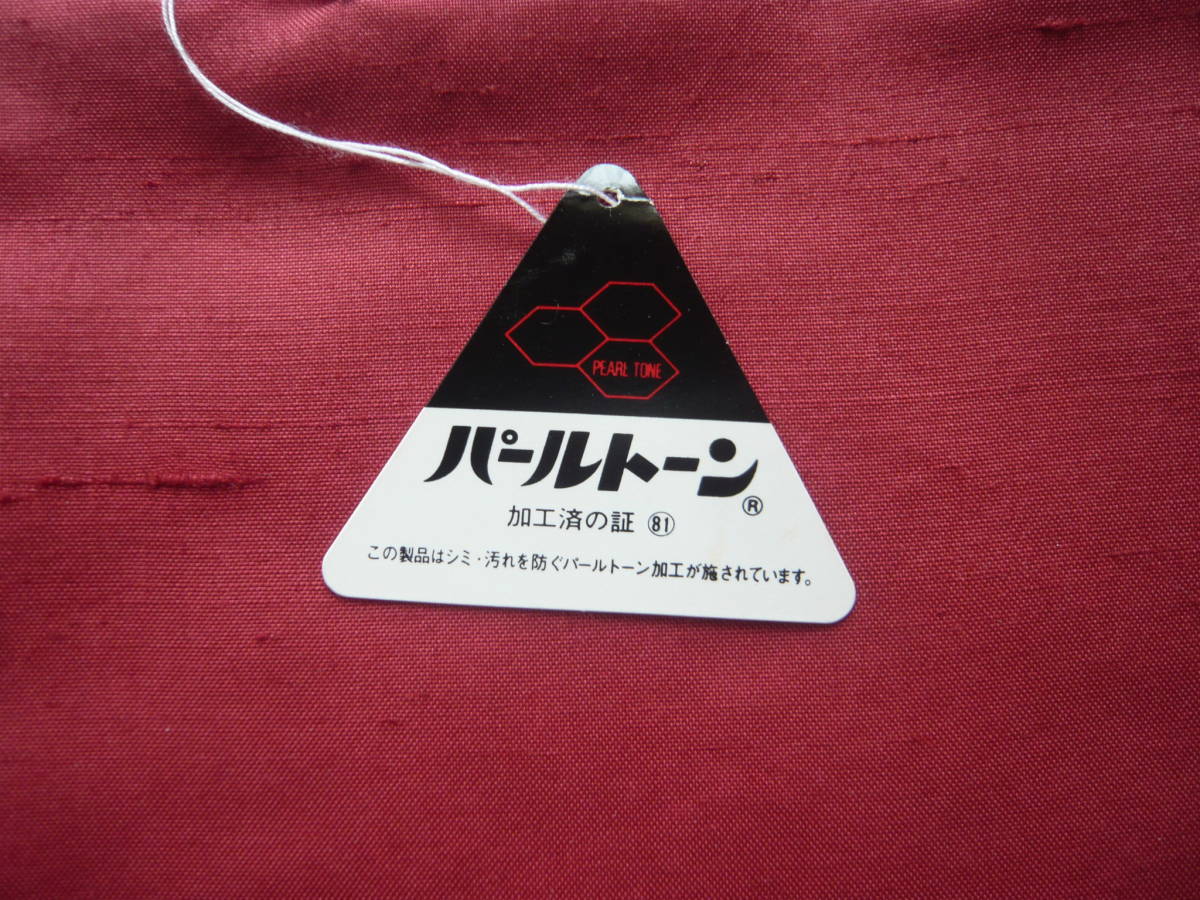 PEARL TONE
パールトーン®
加工済の証 81
この製品はシミ・汚れを防ぐパールトーン加工が施されています。